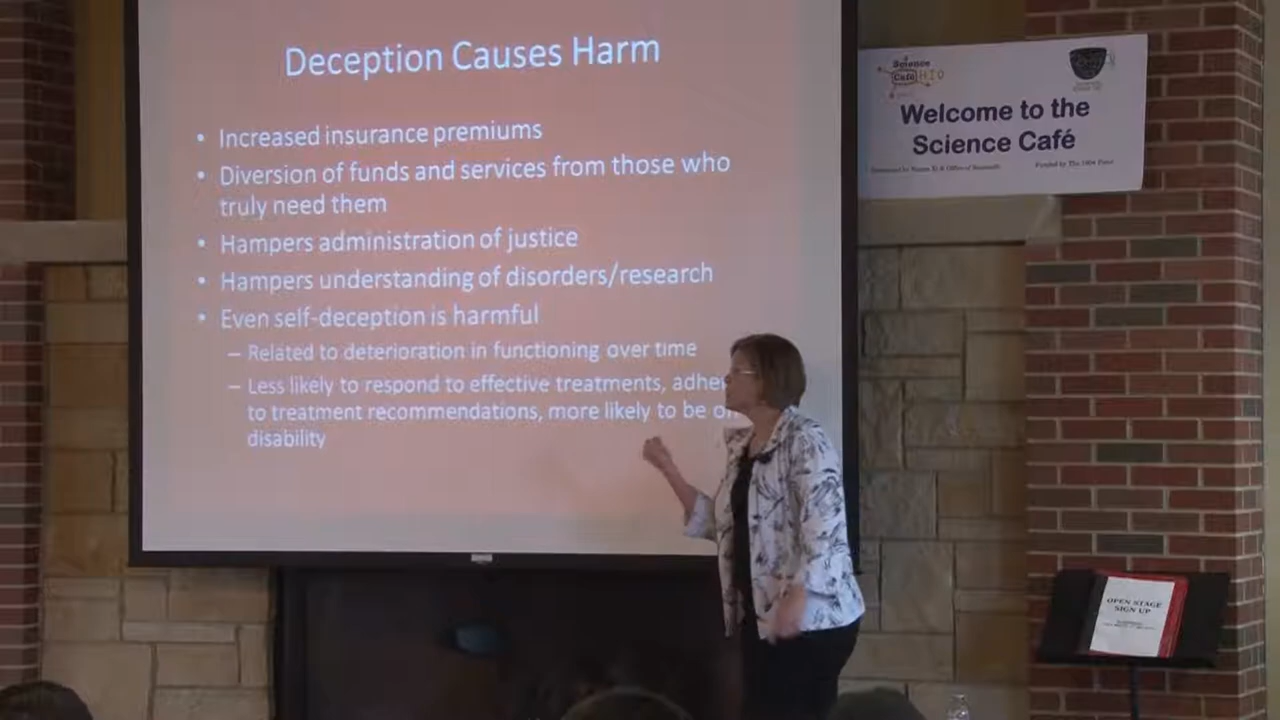 Deception Causes Harm
• Increased insurance premiums
• Diversion of funds and services from those who
truly need them
• Hampers administration of justice
• Hampers understanding of disorders/research
• Even self-deception is harmful
– Related to deterioration in functioning over time
– Less likely to respond to effective treatments,
to treatment recommendations, more likely to be
disability
Science
Café OHIO
Welcome to the
Science Café
OPEN STAGE
SIGN UP